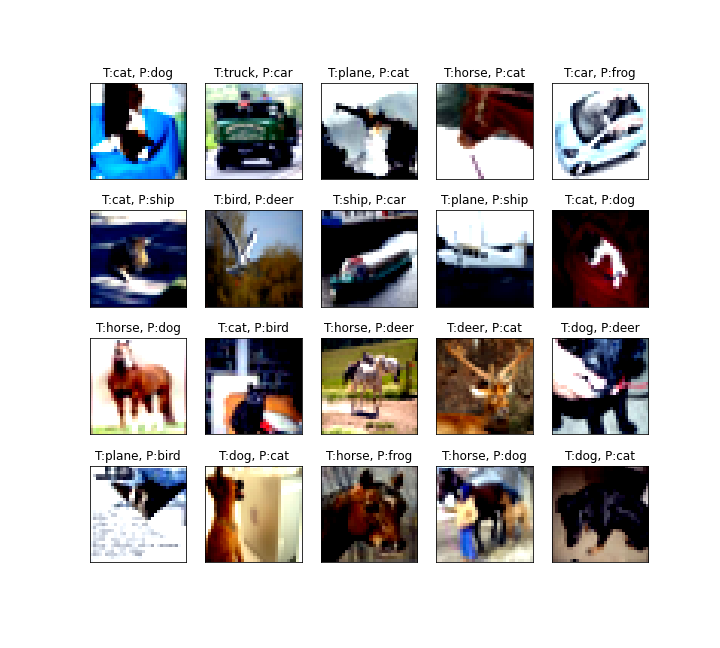 T:cat, P:dog T:truck, P:car T:plane, P:cat T:horse, P:cat T:car, P:frog
T:cat, P:ship T:bird, P:deer T:ship, P:car T:plane, P:ship T:cat, P:dog
T:horse, P:dog T:cat, P:bird T:horse, P:deer T:deer, P:cat T:dog, P:deer
T:plane, P:bird T:dog, P:cat T:horse, P:frog T:horse, P:dog T:dog, P:cat